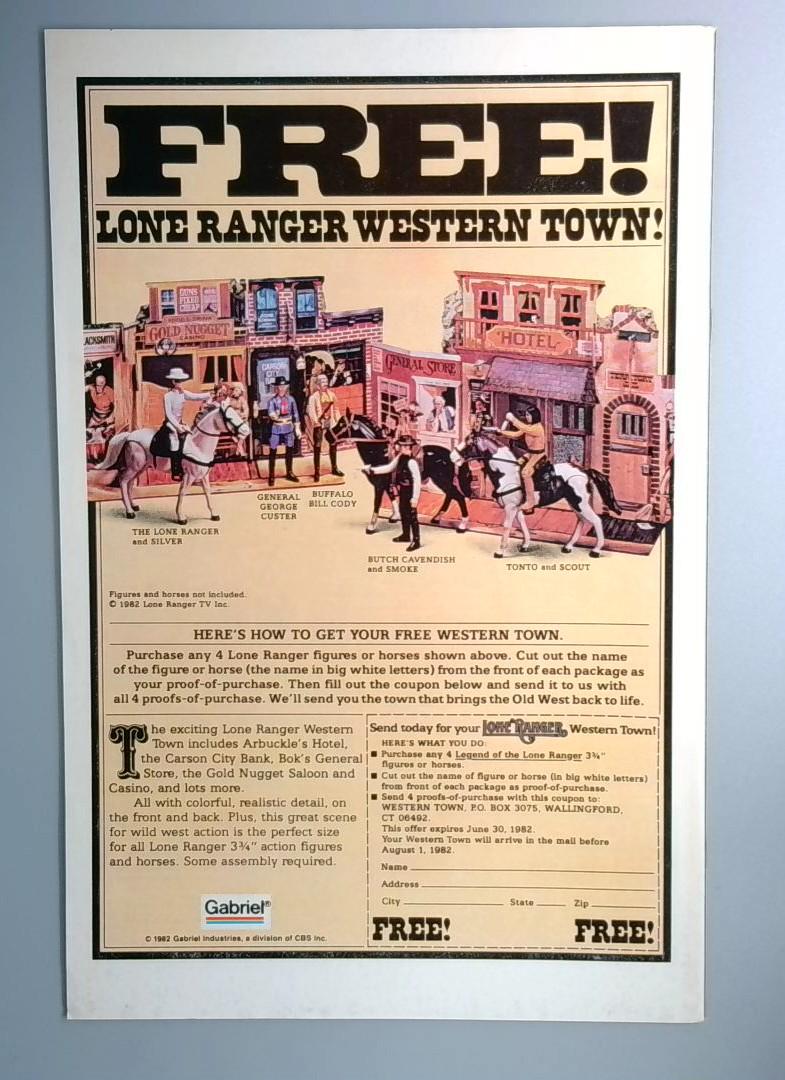 FREE!
LONE RANGER WESTERN TOWN!
GUNS
FIXED
CHEAP
GOLD NUGGET
CASINO
ACKSMITH
CARSON
CITY
GENERAL STORE
HOTEL
THE LONE RANGER
and SILVER
GENERAL
GEORGE
CUSTER
BUFFALO
BILL CODY
BUTCH CAVENDISH
and SMOKE
TONTO and SCOUT
Figures and horses not included.
© 1982 Lone Ranger TV Inc.
HERE'S HOW TO GET YOUR FREE WESTERN TOWN.
Purchase any 4 Lone Ranger figures or horses shown above. Cut out the name
of the figure or horse (the name in big white letters) from the front of each package as
your proof-of-purchase. Then fill out the coupon below and send it to us with
all 4 proofs-of-purchase. We'll send you the town that brings the Old West back to life.
The exciting Lone Ranger Western
Town includes Arbuckle's Hotel,
the Carson City Bank, Bok's General
Store, the Gold Nugget Saloon and
Casino, and lots more.
All with colorful, realistic detail, on
the front and back. Plus, this great scene
for wild west action is the perfect size
for all Lone Ranger 3¾" action figures
and horses. Some assembly required.
Gabriel®
© 1982 Gabriel Industries, a division of CBS Inc.
Send today for your LONE RANGER Western Town!
HERE'S WHAT YOU DO:
■ Purchase any 4 Legend of the Lone Ranger 3¾"
figures or horses.
■ Cut out the name of figure or horse (in big white letters)
from front of each package as proof-of-purchase.
■ Send 4 proofs-of-purchase with this coupon to:
WESTERN TOWN, P.O. BOX 3075, WALLINGFORD,
CT 06492.
This offer expires June 30, 1982.
Your Western Town will arrive in the mail before
August 1, 1982.
Name
Address
City State Zip
FREE! FREE!